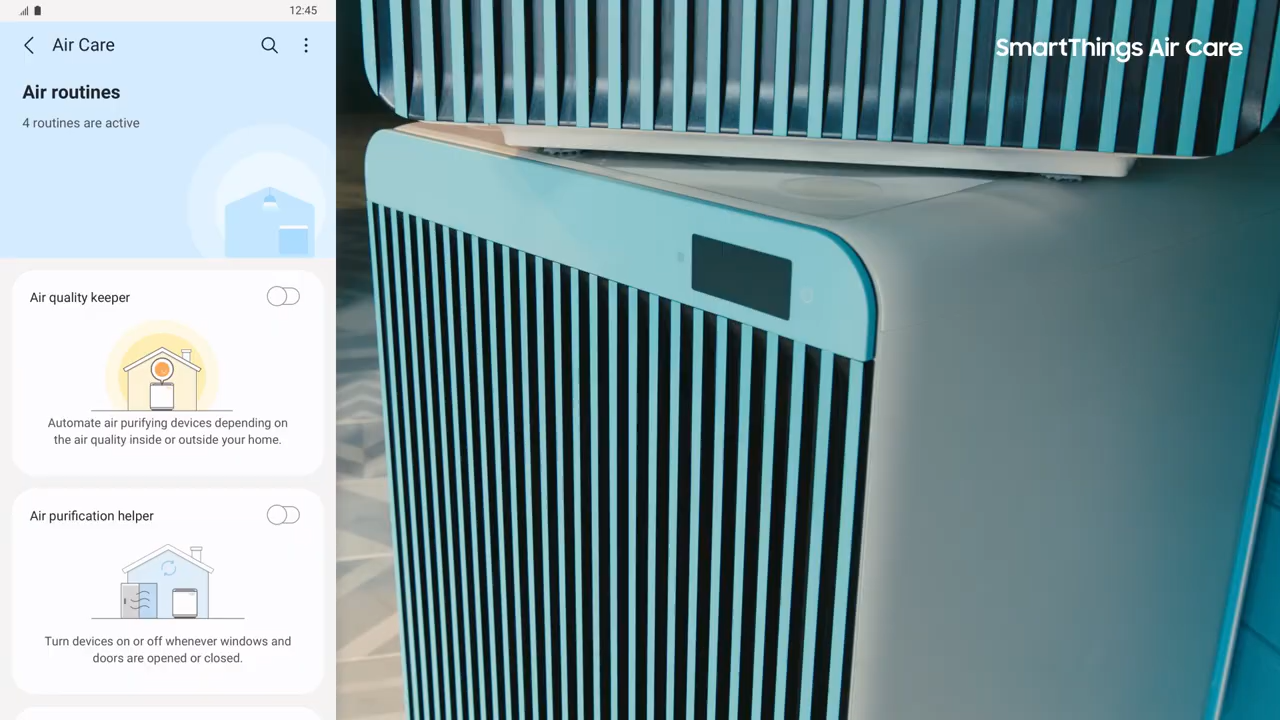 12:45
Air Care
Air routines
4 routines are active
Air quality keeper
Automate air purifying devices depending on
the air quality inside or outside your home.
Air purification helper
Turn devices on or off whenever windows and
doors are opened or closed.
SmartThings Air Care